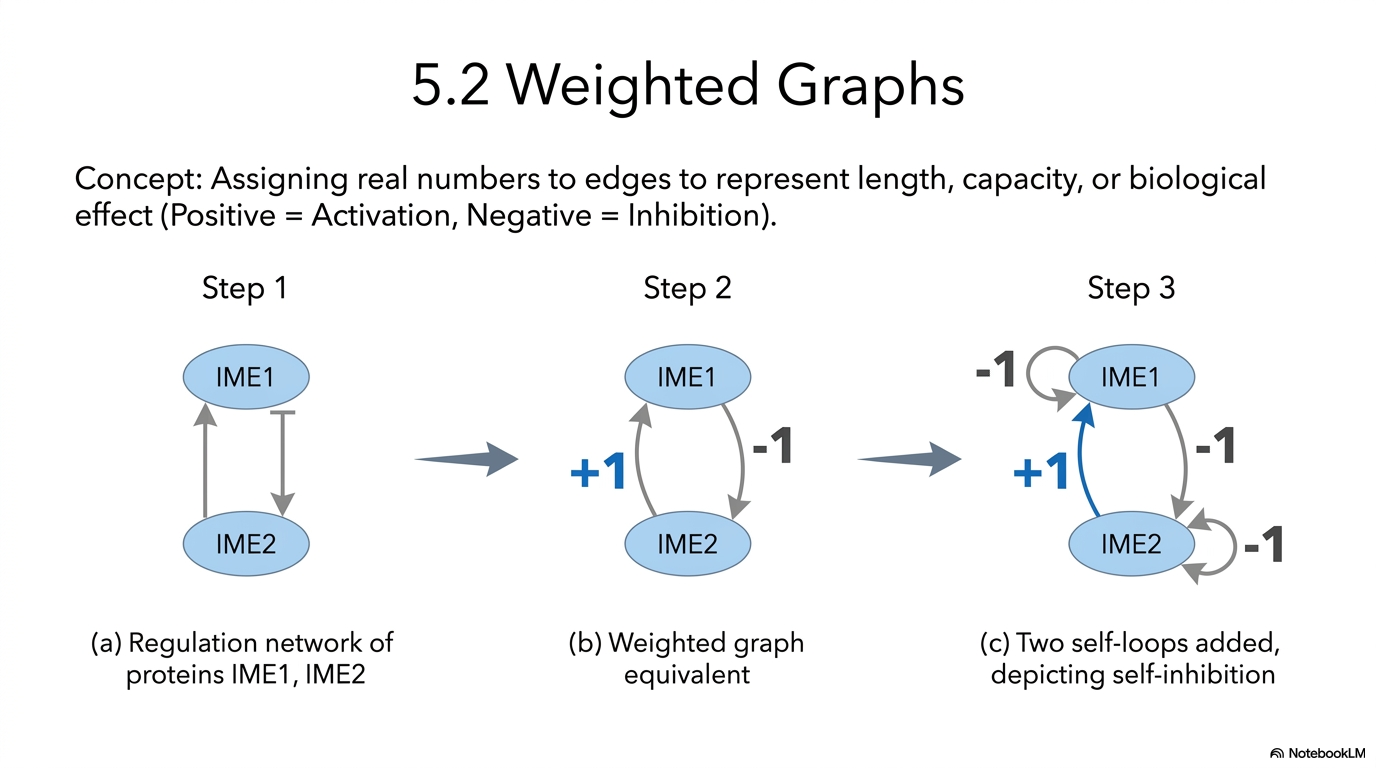 5.2 Weighted Graphs
Concept: Assigning real numbers to edges to represent length, capacity, or biological
effect (Positive = Activation, Negative = Inhibition).
Step 1
IME1
IME2
(a) Regulation network of
proteins IME1, IME2
Step 2
IME1
+1
-1
IME2
(b) Weighted graph
equivalent
Step 3
-1
IME1
+1
-1
IME2
-1
(c) Two self-loops added,
depicting self-inhibition
NotebookLM